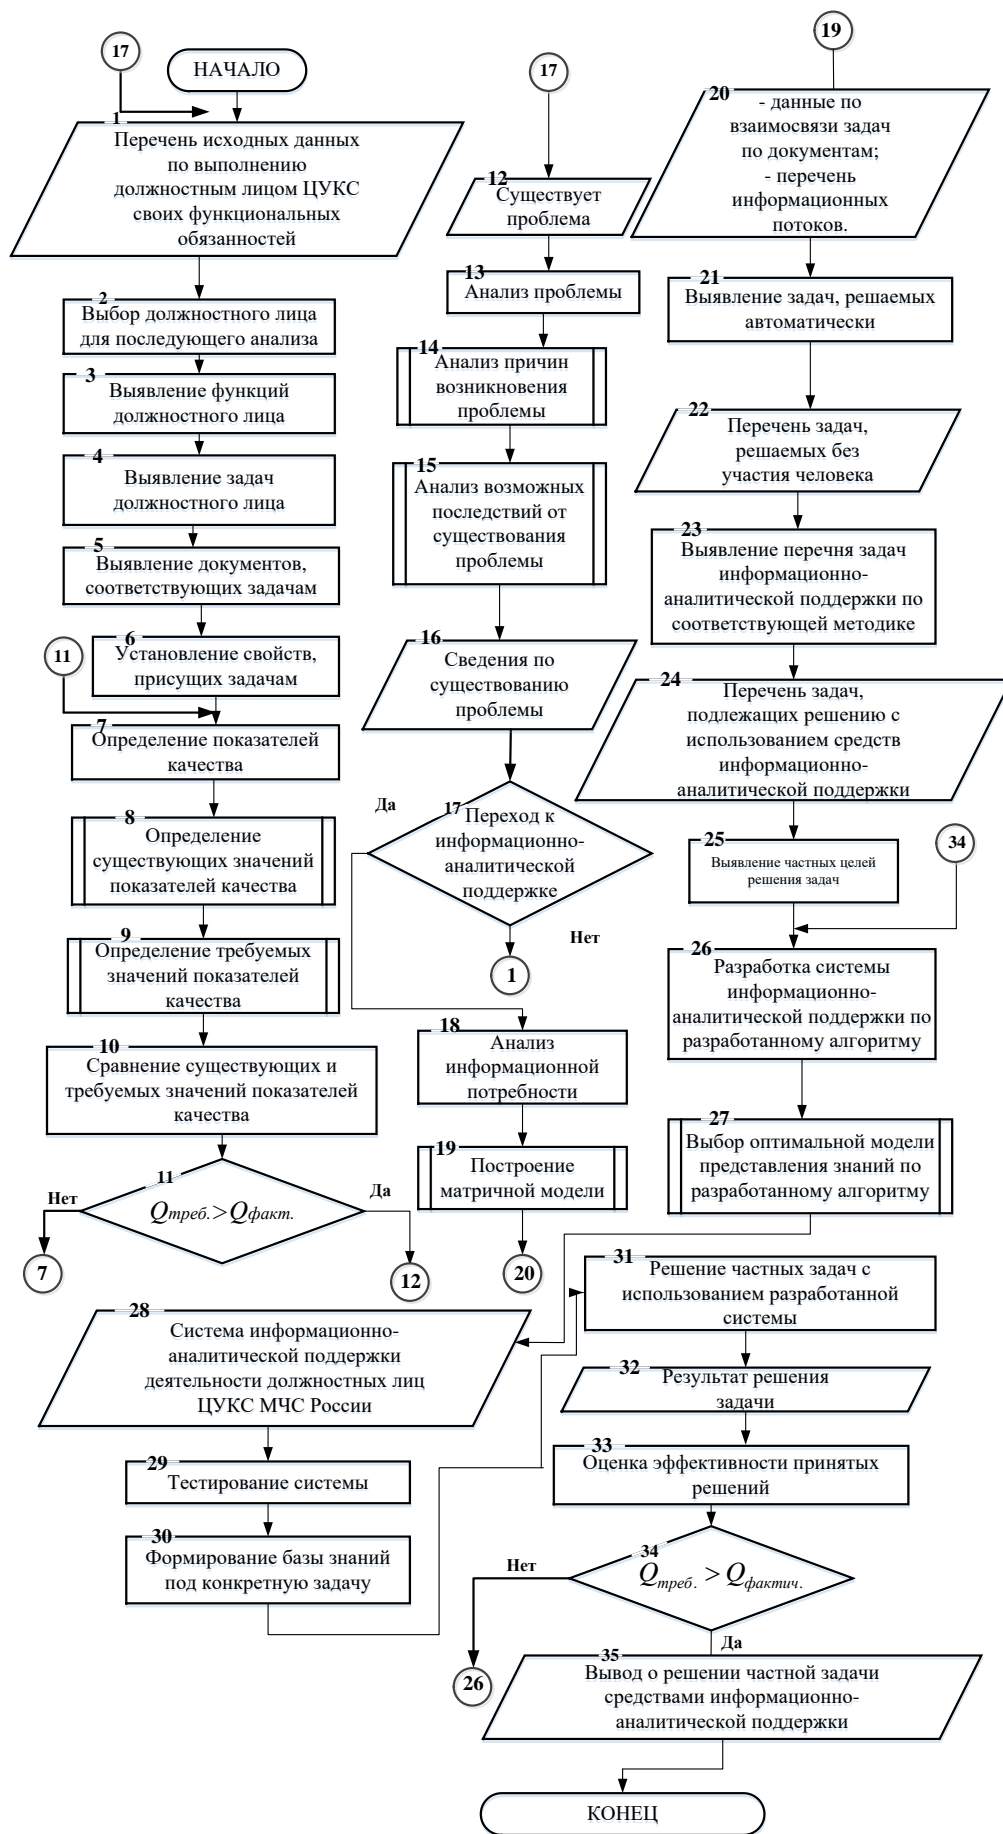 17
НАЧАЛО
1
Перечень исходных данных
по выполнению
должностным лицом ЦУКС
своих функциональных
обязанностей
2
Выбор должностного лица
для последующего анализа
3
Выявление функций
должностного лица
4
Выявление задач
должностного лица
5
Выявление документов,
соответствующих задачам
6
Установление свойств,
присущих задачам
11
7
Определение показателей
качества
8
Определение
существующих значений
показателей качества
9
Определение требуемых
значений показателей
качества
10
Сравнение существующих и
требуемых значений показателей
качества
11
Нет
Да
Qтреб.>Qфакт.
7
12
17
12
Существует
проблема
13
Анализ проблемы
14
Анализ причин
возникновения
проблемы
15
Анализ возможных
последствий от
существования
проблемы
16
Сведения по
существованию
проблемы
Да
17
Переход к
информационно-
аналитической
поддержке
Нет
1
18
Анализ
информационной
потребности
19
Построение
матричной модели
20
19
20
- данные по
взаимосвязи задач
по документам;
- перечень
информационных
потоков.
21
Выявление задач, решаемых
автоматически
22
Перечень задач,
решаемых без
участия человека
23
Выявление перечня задач
информационно-
аналитической поддержки по
соответствующей методике
24
Перечень задач,
подлежащих решению с
использованием средств
информационно-
аналитической поддержки
25
Выявление частных целей
решения задач
34
26
Разработка системы
информационно-
аналитической поддержки по
разработанному алгоритму
27
Выбор оптимальной модели
представления знаний по
разработанному алгоритму
28
Система информационно-
аналитической поддержки
деятельности должностных лиц
ЦУКС МЧС России
29
Тестирование системы
30
Формирование базы знаний
под конкретную задачу
31
Решение частных задач с
использованием разработанной
системы
32
Результат решения
задачи
33
Оценка эффективности принятых
решений
34
Нет
Qтреб. > Qфактич.
Да
26
35
Вывод о решении частной задачи
средствами информационно-
аналитической поддержки
КОНЕЦ